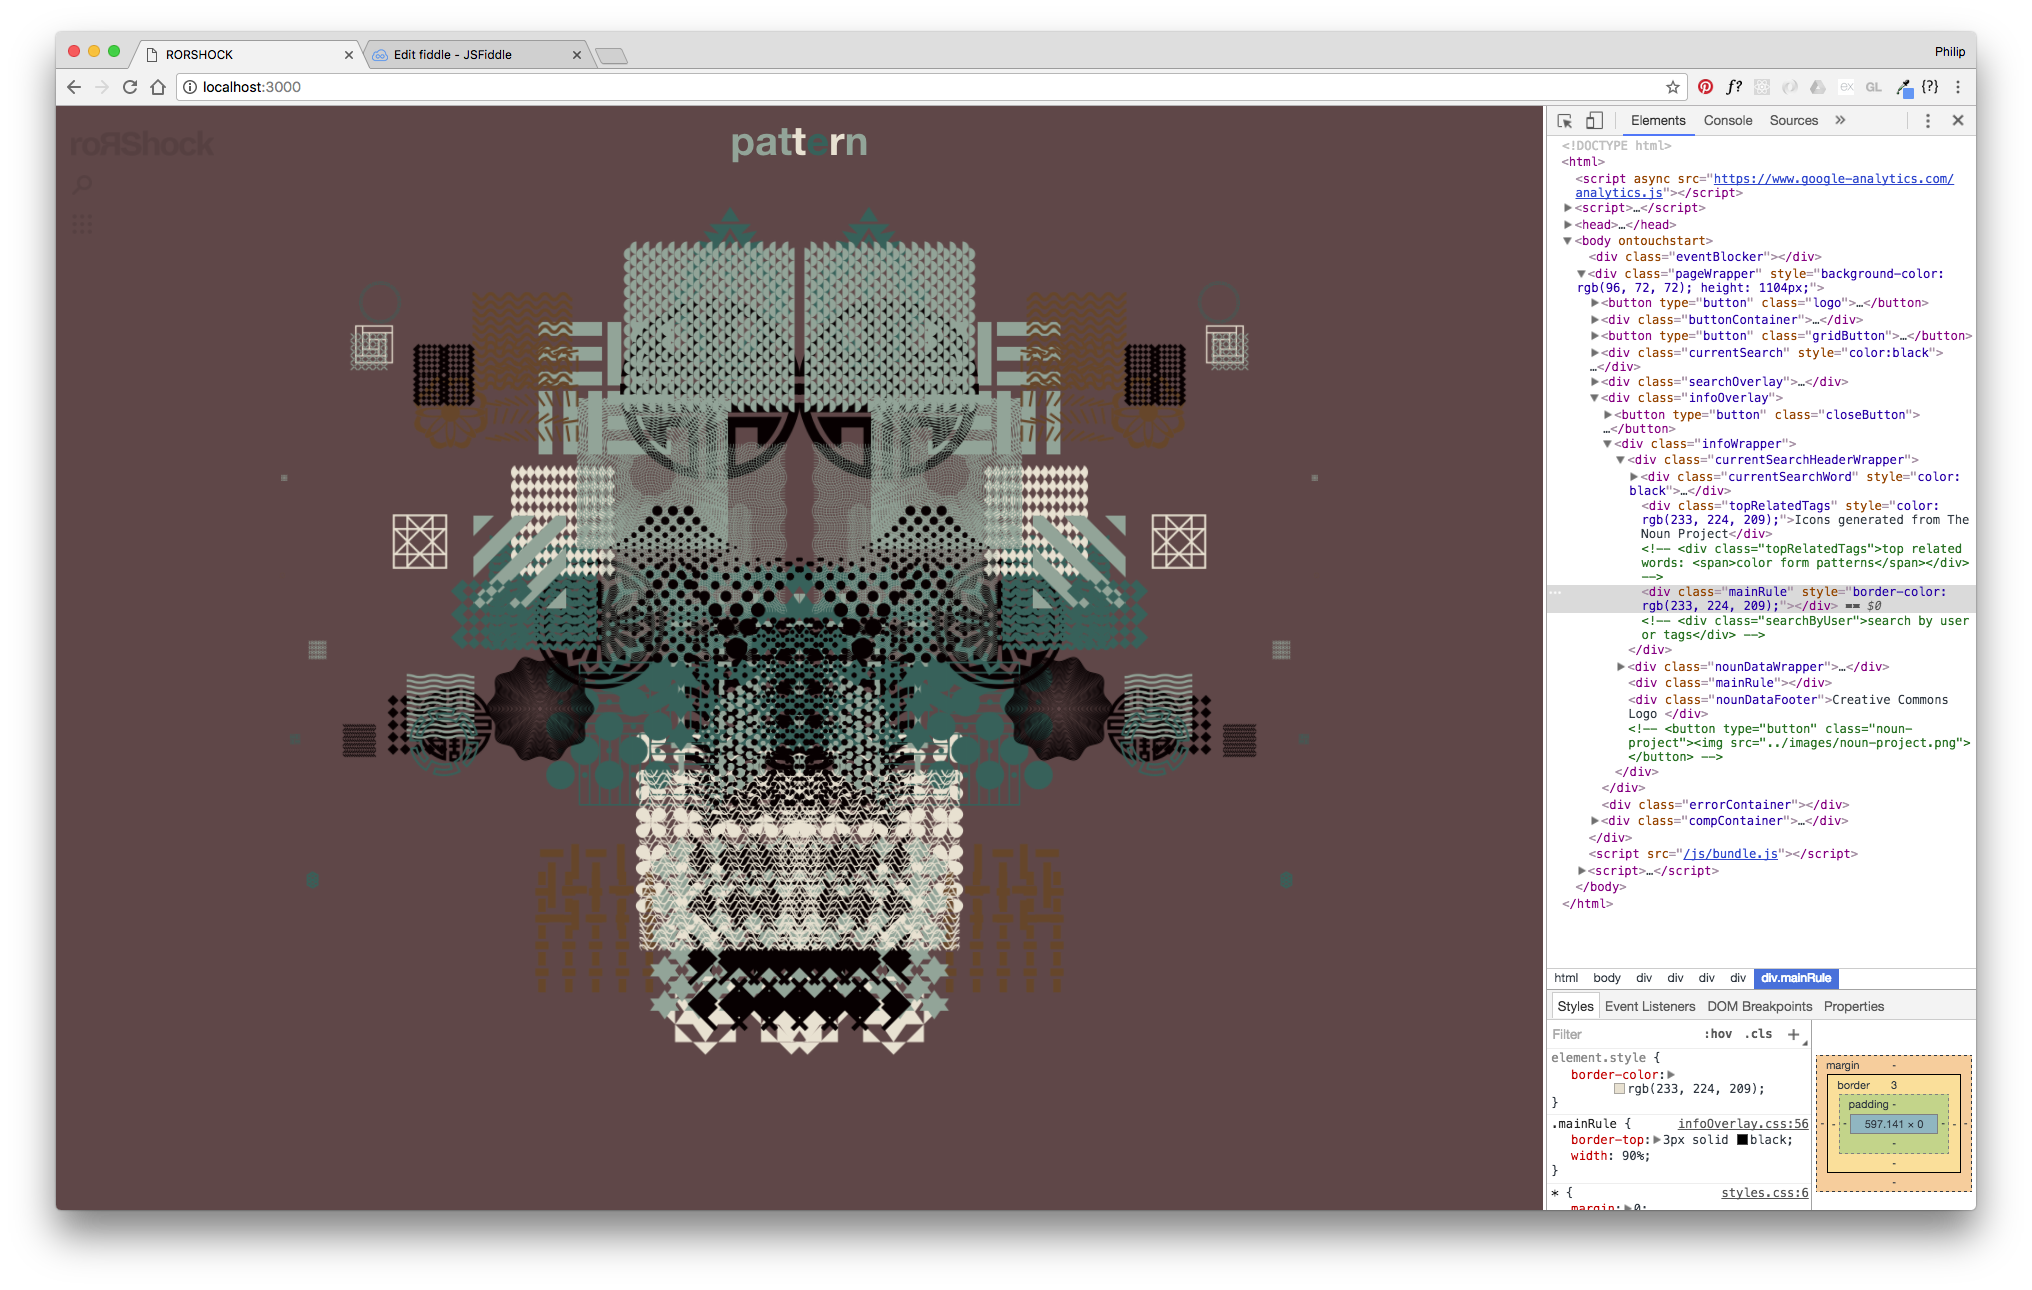 RORSHOCK
Edit fiddle - JSFiddle
Philip
localhost:3000
f?
ex
GL
{?}
roЯShock
pattern
Elements Console Sources »
<!DOCTYPE html>
<html>
<script async src="https://www.google-analytics.com/
analytics.js"></script>
▶<script>…</script>
▶<head>…</head>
▼<body ontouchstart>
<div class="eventBlocker"></div>
▼<div class="pageWrapper" style="background-color:
rgb(96, 72, 72); height: 1104px;">
▶<button type="button" class="logo">…</button>
▶<div class="buttonContainer">…</div>
▶<button type="button" class="gridButton">…</button>
▶<div class="currentSearch" style="color:black">
…</div>
▶<div class="searchOverlay">…</div>
▼<div class="infoOverlay">
▶<button type="button" class="closeButton">
…</button>
▼<div class="infoWrapper">
▼<div class="currentSearchHeaderWrapper">
▶<div class="currentSearchWord" style="color:
black">…</div>
<div class="topRelatedTags" style="color:
rgb(233, 224, 209);">Icons generated from The
Noun Project</div>
<!-- <div class="topRelatedTags">top related
words: <span>color form patterns</span></div>
-->
<div class="mainRule" style="border-color:
rgb(233, 224, 209);"></div> == $0
<!-- <div class="searchByUser">search by user
or tags</div> -->
</div>
▶<div class="nounDataWrapper">…</div>
<div class="mainRule"></div>
<div class="nounDataFooter">Creative Commons
Logo </div>
<!-- <button type="button" class="noun-
project"><img src="../images/noun-project.png">
</button> -->
</div>
</div>
<div class="errorContainer"></div>
▶<div class="compContainer">…</div>
</div>
<script src="/js/bundle.js"></script>
▶<script>…</script>
</body>
</html>
html body div div div div div.mainRule
Styles Event Listeners DOM Breakpoints Properties
Filter :hov .cls +
element.style {
border-color:▶
rgb(233, 224, 209);
}
.mainRule { infoOverlay.css:56
border-top:▶3px solid black;
width: 90%;
}
* { styles.css:6
margin:▶0;
margin -
border 3
padding -
597.141 × 0